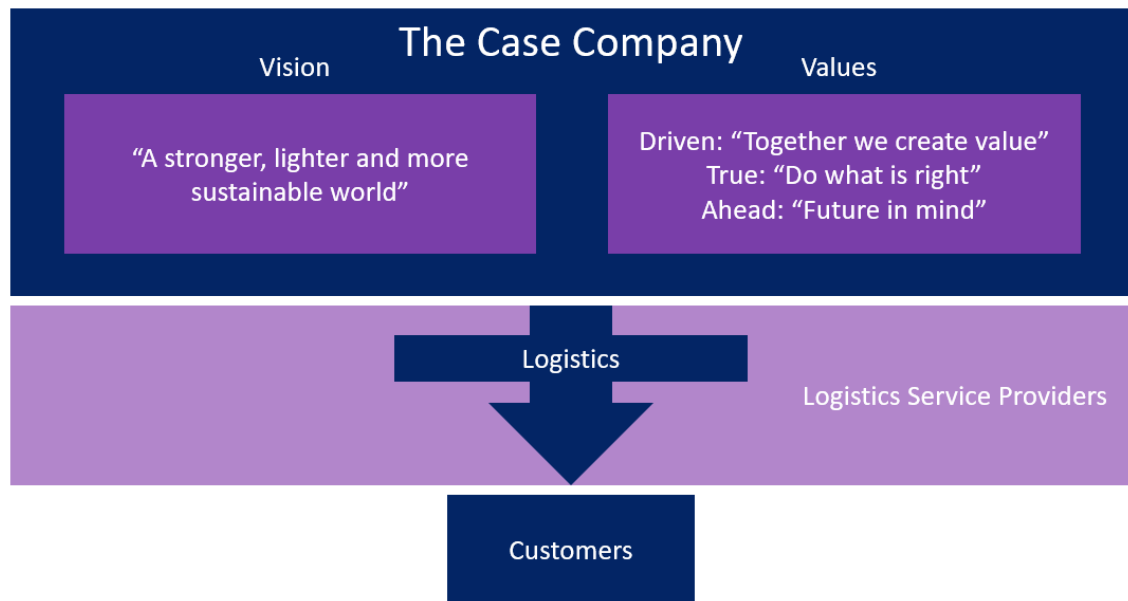 The Case Company
Vision
Values
“A stronger, lighter and more
sustainable world”
Driven: “Together we create value”
True: “Do what is right”
Ahead: “Future in mind”
Logistics
Logistics Service Providers
Customers